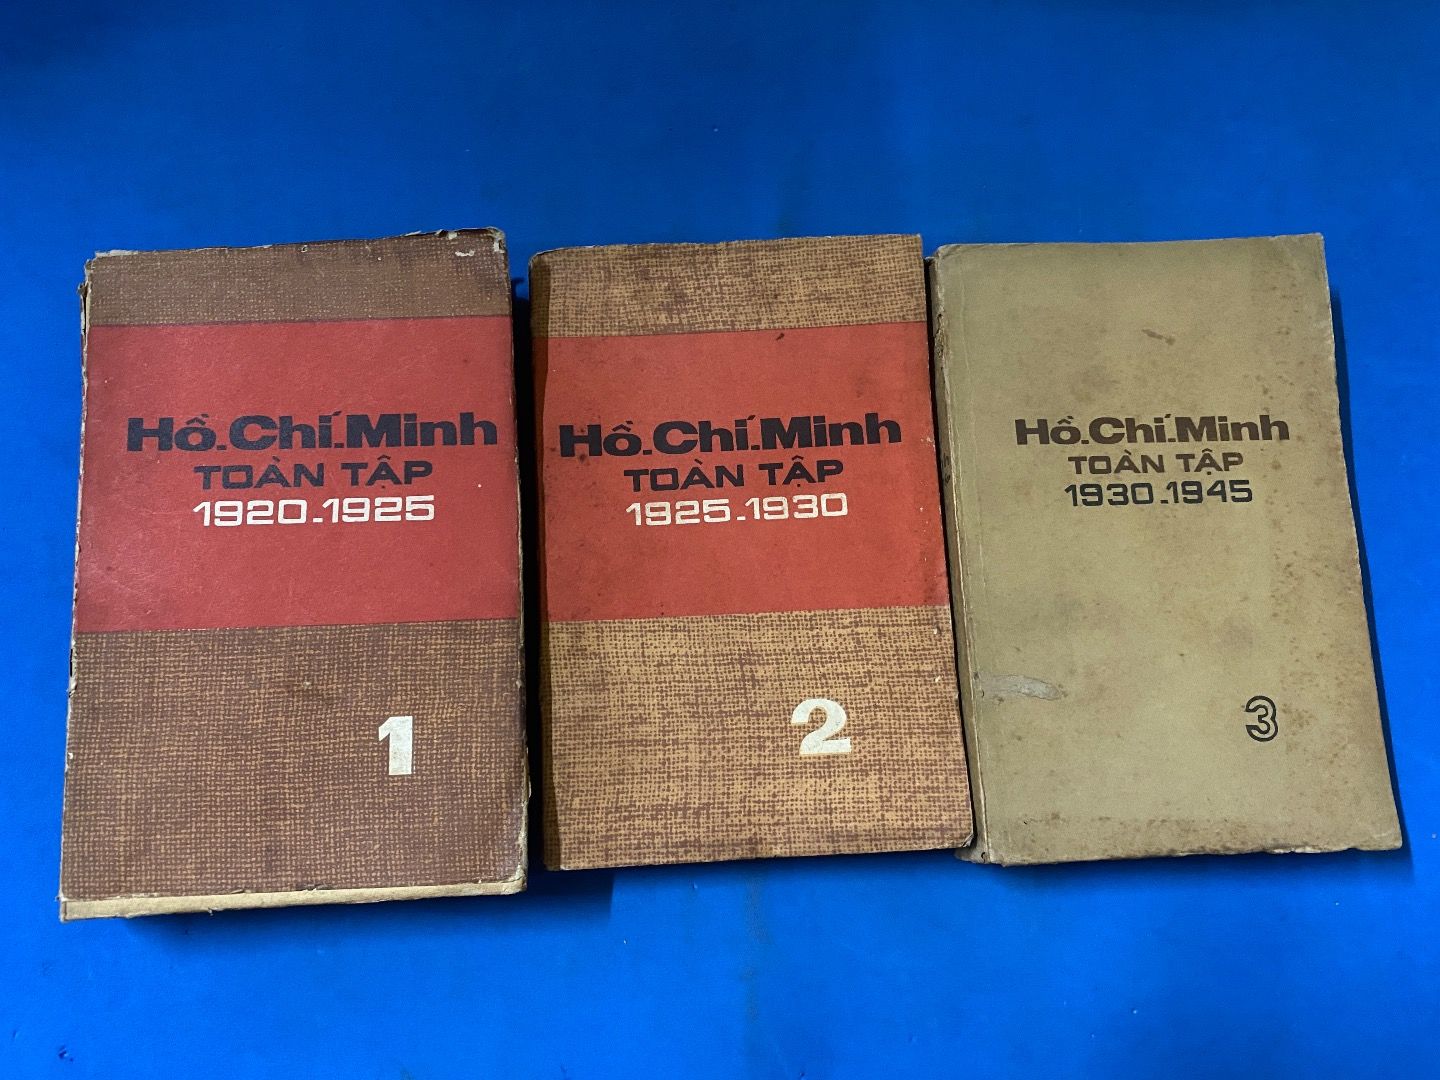 Hồ.Chí.Minh
TOÀN TẬP
1920.1925
1
Hồ.Chí.Minh
TOÀN TẬP
1925.1930
2
Hồ.Chí.Minh
TOÀN TẬP
1930.1945
3